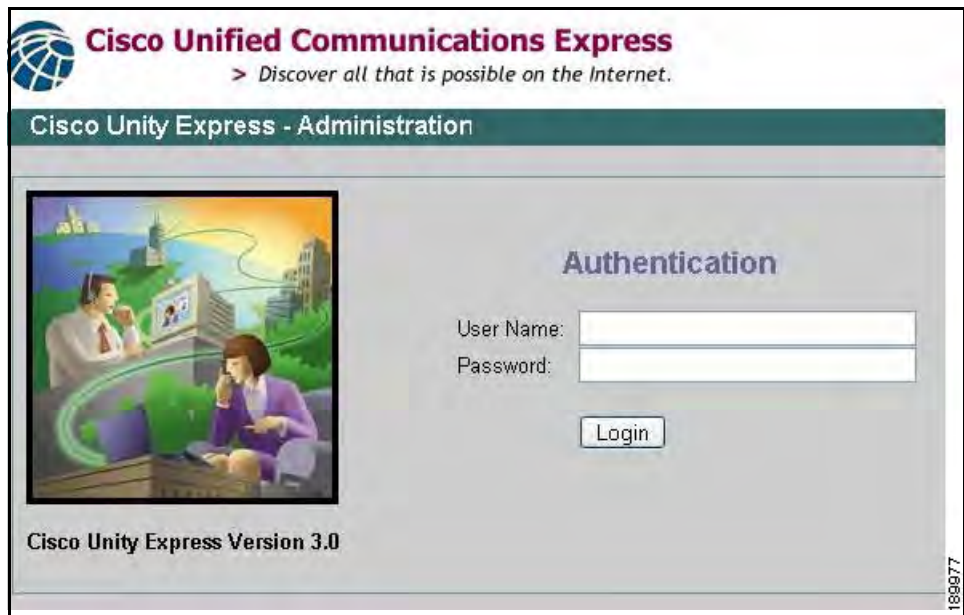 Cisco Unified Communications Express
> Discover all that is possible on the Internet.
Cisco Unity Express - Administration
Authentication
User Name:
Password:
Login
Cisco Unity Express Version 3.0
189977